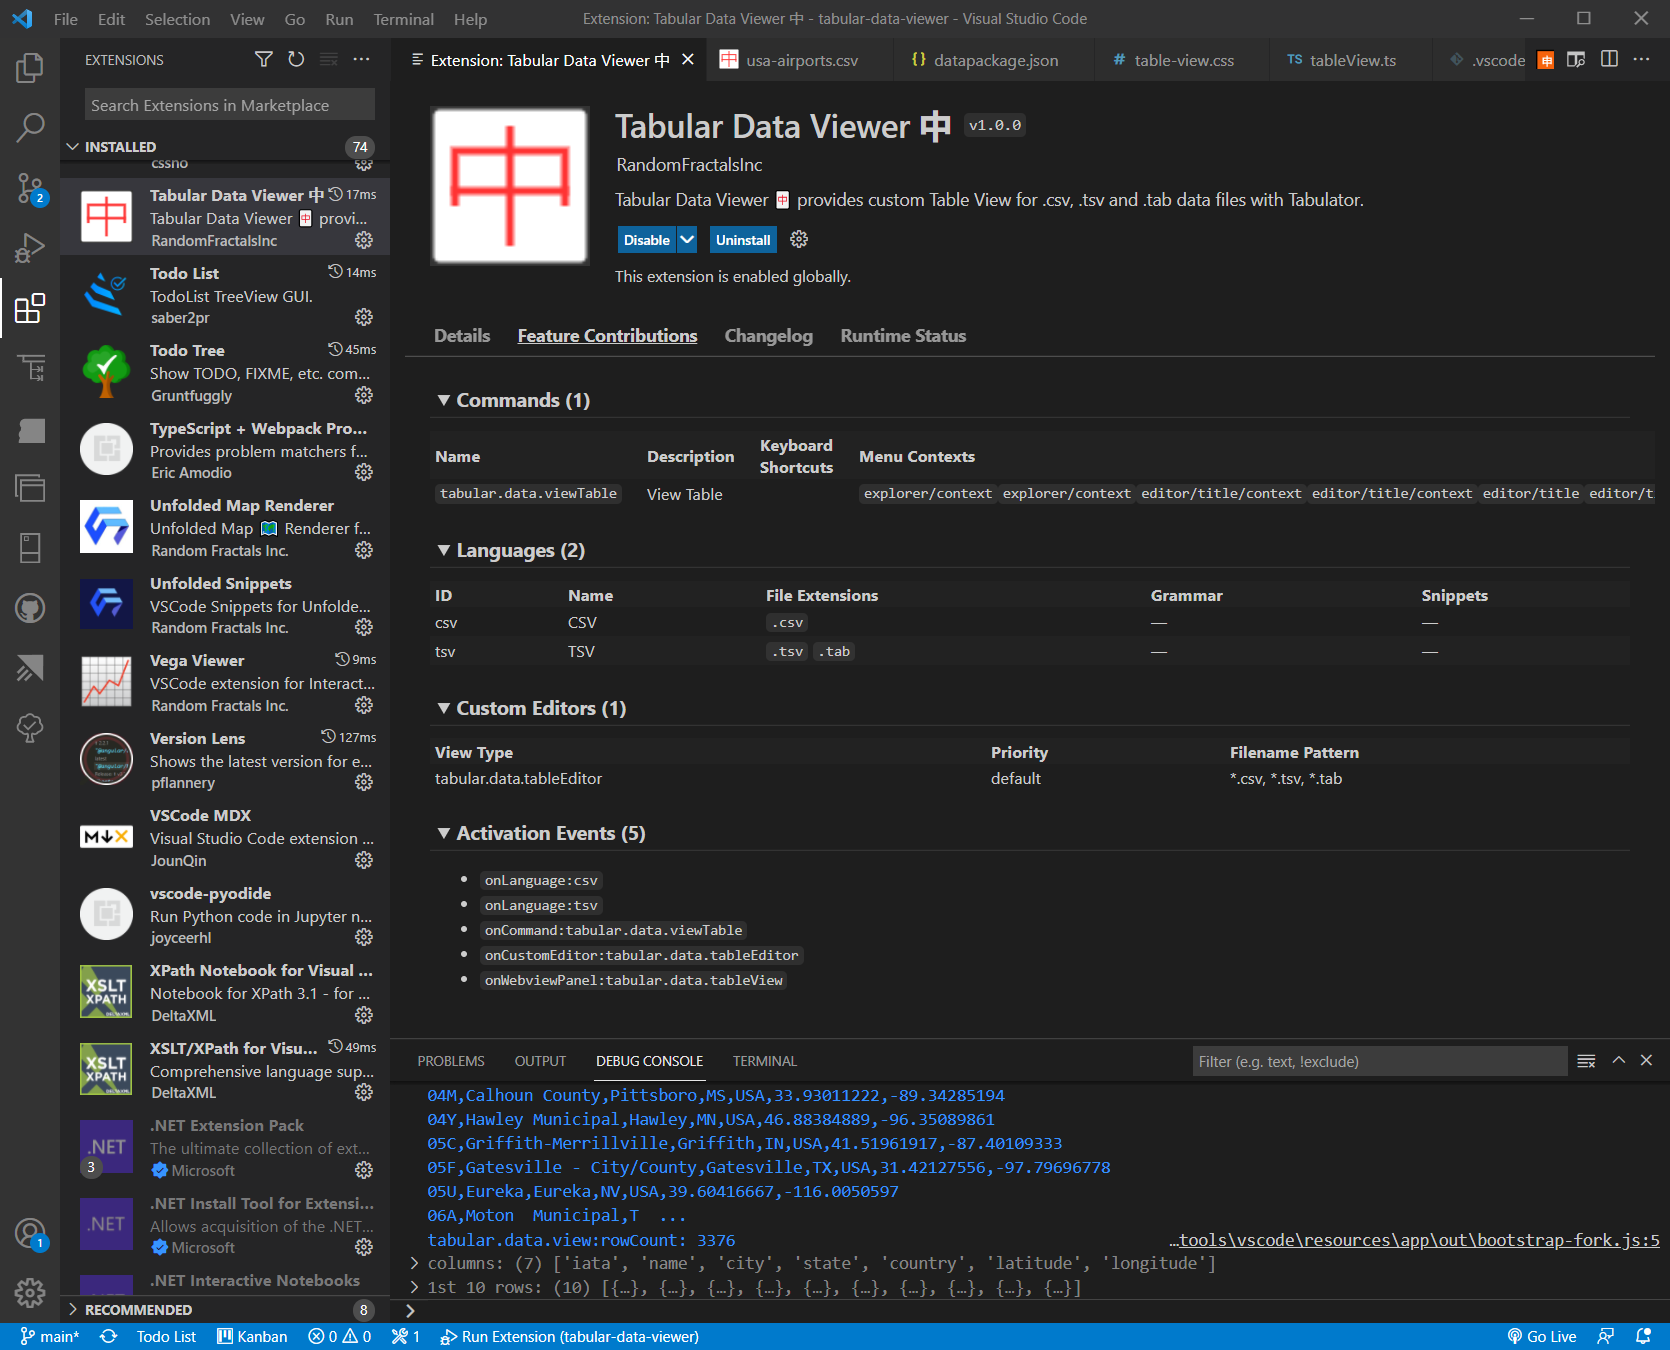 File Edit Selection View Go Run Terminal Help
Extension: Tabular Data Viewer 中 - tabular-data-viewer - Visual Studio Code
EXTENSIONS
Search Extensions in Marketplace
INSTALLED 74
cssho
Tabular Data Viewer 中 17ms
Tabular Data Viewer 🀄 provi...
RandomFractalsInc
Todo List 14ms
TodoList TreeView GUI.
saber2pr
Todo Tree 45ms
Show TODO, FIXME, etc. com...
Gruntfuggly
TypeScript + Webpack Pro...
Provides problem matchers f...
Eric Amodio
Unfolded Map Renderer
Unfolded Map 🗺 Renderer f...
Random Fractals Inc.
Unfolded Snippets
VSCode Snippets for Unfolde...
Random Fractals Inc.
Vega Viewer 9ms
VSCode extension for Interact...
Random Fractals Inc.
Version Lens 127ms
Shows the latest version for e...
pflannery
VSCode MDX
Visual Studio Code extension ...
JounQin
M↓X
vscode-pyodide
Run Python code in Jupyter n...
joyceerhl
XPath Notebook for Visual ...
Notebook for XPath 3.1 - for ...
DeltaXML
XSLT
XPATH
DELTAXML
XSLT/XPath for Visu... 49ms
Comprehensive language sup...
DeltaXML
XSLT
XPATH
DELTAXML
.NET Extension Pack
The ultimate collection of ext...
Microsoft
.NET
3
.NET Install Tool for Extensi...
Allows acquisition of the .NET...
Microsoft
.NET
.NET Interactive Notebooks
RECOMMENDED 8
2
1
Extension: Tabular Data Viewer 中
usa-airports.csv
{} datapackage.json
# table-view.css
TS tableView.ts
.vscode
中
Tabular Data Viewer 中 v1.0.0
RandomFractalsInc
Tabular Data Viewer 🀄 provides custom Table View for .csv, .tsv and .tab data files with Tabulator.
Disable Uninstall
This extension is enabled globally.
Details Feature Contributions Changelog Runtime Status
Commands (1)
Name Description Keyboard Shortcuts Menu Contexts
tabular.data.viewTable View Table explorer/context explorer/context editor/title/context editor/title/context editor/title editor/ti
Languages (2)
ID Name File Extensions Grammar Snippets
csv CSV .csv — —
tsv TSV .tsv .tab — —
Custom Editors (1)
View Type Priority Filename Pattern
tabular.data.tableEditor default *.csv, *.tsv, *.tab
Activation Events (5)
• onLanguage:csv
• onLanguage:tsv
• onCommand:tabular.data.viewTable
• onCustomEditor:tabular.data.tableEditor
• onWebviewPanel:tabular.data.tableView
PROBLEMS OUTPUT DEBUG CONSOLE TERMINAL
Filter (e.g. text, !exclude)
04M,Calhoun County,Pittsboro,MS,USA,33.93011222,-89.34285194
04Y,Hawley Municipal,Hawley,MN,USA,46.88384889,-96.35089861
05C,Griffith-Merrillville,Griffith,IN,USA,41.51961917,-87.40109333
05F,Gatesville - City/County,Gatesville,TX,USA,31.42127556,-97.79696778
05U,Eureka,Eureka,NV,USA,39.60416667,-116.0050597
06A,Moton  Municipal,T  ...
tabular.data.view:rowCount: 3376 …tools\vscode\resources\app\out\bootstrap-fork.js:5
> columns: (7) ['iata', 'name', 'city', 'state', 'country', 'latitude', 'longitude']
> 1st 10 rows: (10) [{…}, {…}, {…}, {…}, {…}, {…}, {…}, {…}, {…}, {…}]
>
main* Todo List Kanban 0 0 1 Run Extension (tabular-data-viewer) Go Live